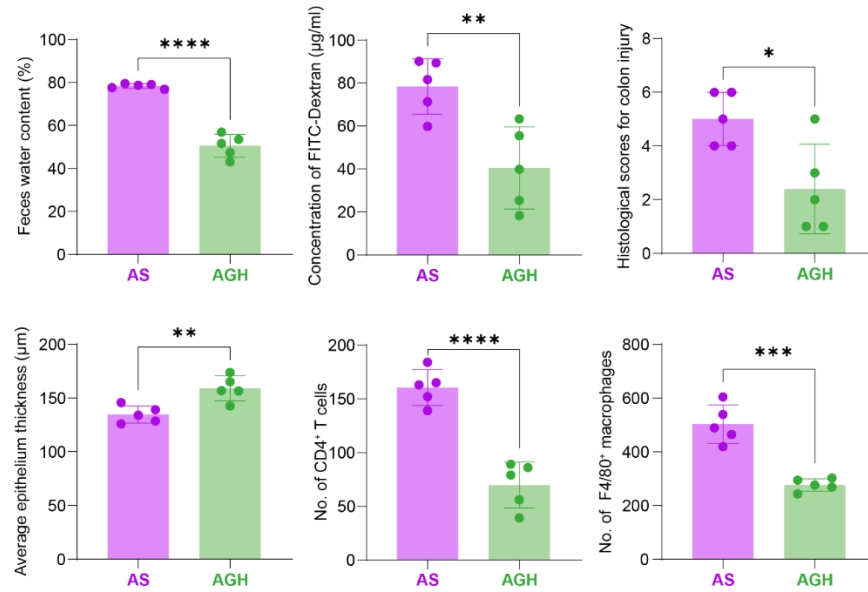 Feces water content (%)
100
80
60
40
20
0
****
AS
AGH
Concentration of FITC-Dextran (μg/ml)
100
80
60
40
20
0
**
AS
AGH
Histological scores for colon injury
8
6
4
2
0
*
AS
AGH
Average epithelium thickness (μm)
200
150
100
50
0
**
AS
AGH
No. of CD4⁺ T cells
200
150
100
50
0
****
AS
AGH
No. of F4/80⁺ macrophages
800
600
400
200
0
***
AS
AGH